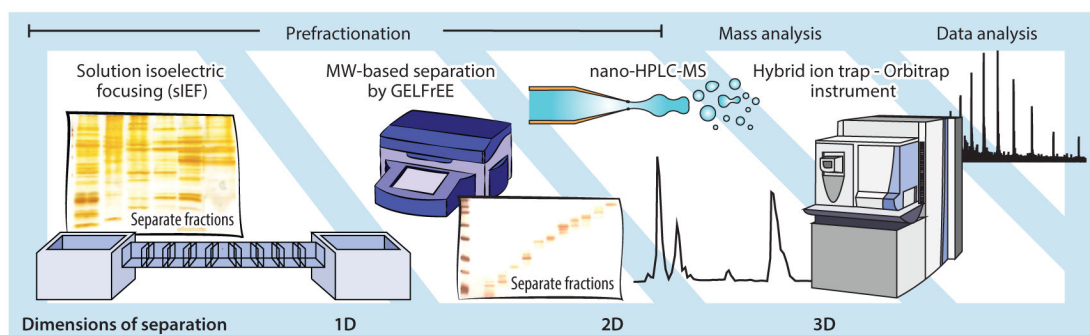 Prefractionation
Mass analysis
Data analysis
Solution isoelectric
focusing (sIEF)
MW-based separation
by GELFrEE
nano-HPLC-MS
Hybrid ion trap - Orbitrap
instrument
Separate fractions
Separate fractions
Dimensions of separation
1D
2D
3D